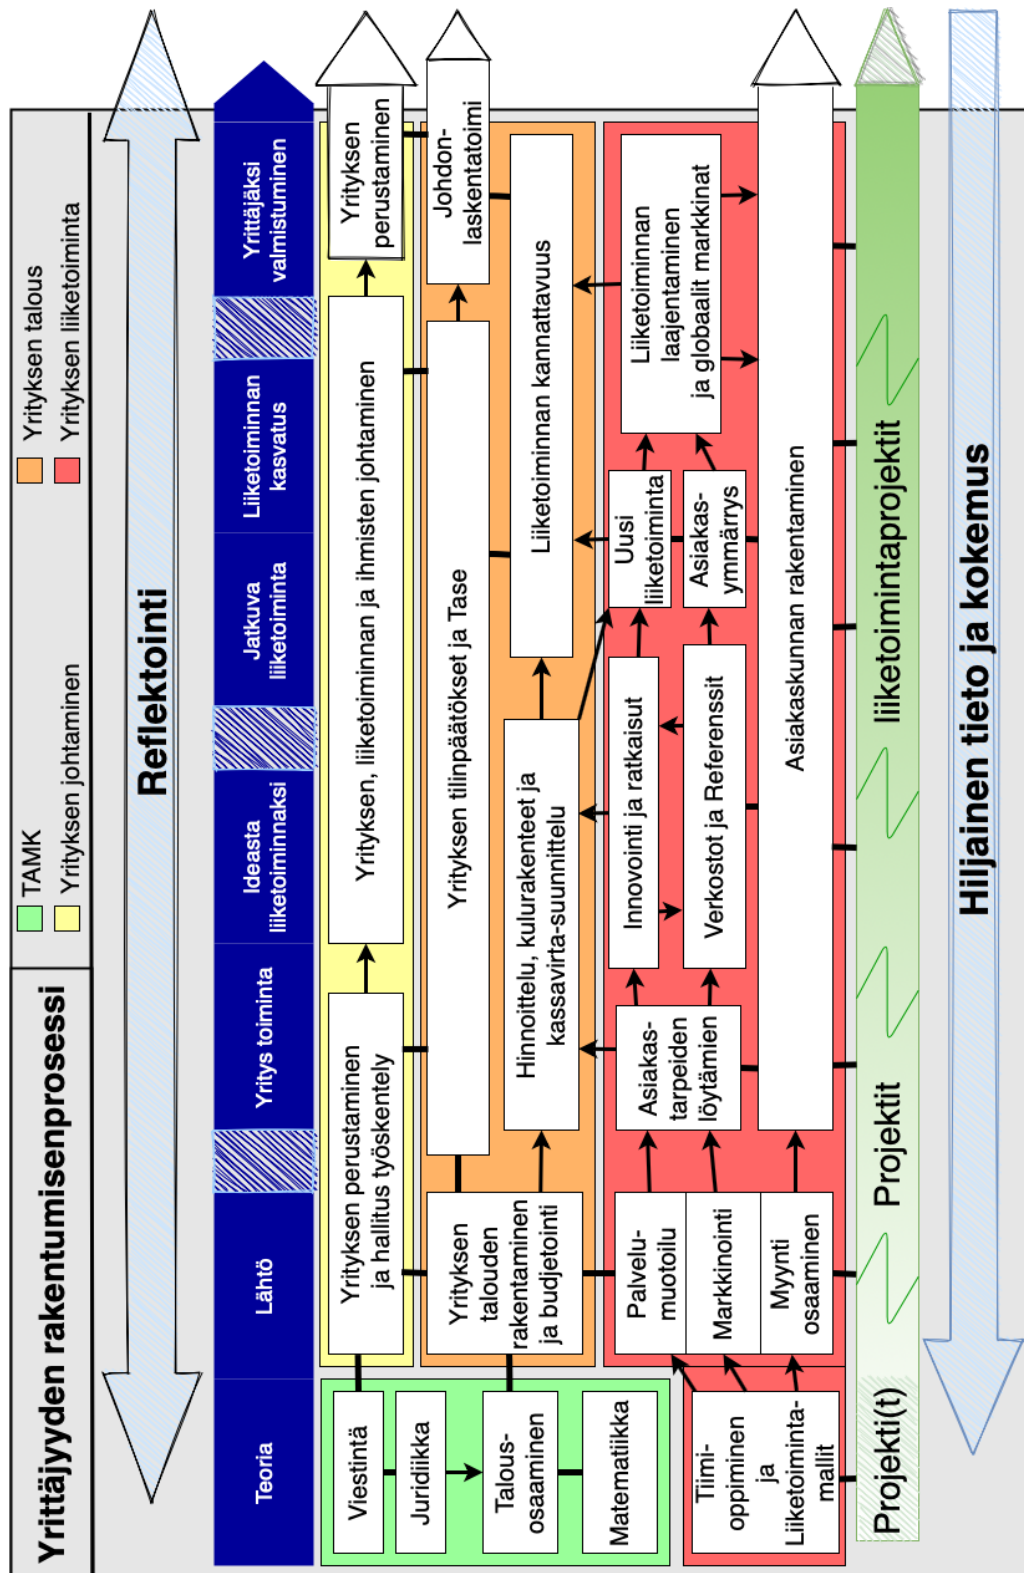 Yrittäjyyden rakentumisenprosessi
TAMK
Yrityksen johtaminen
Yrityksen talous
Yrityksen liiketoiminta
Reflektointi
Teoria
Lähtö
Yritys toiminta
Ideasta
liiketoiminnaksi
Jatkuva
liiketoiminta
Liiketoiminnan
kasvatus
Yrittäjäksi
valmistuminen
Viestintä
Juridiikka
Talous-
osaaminen
Matematiikka
Tiimi-
oppiminen
ja
Liiketoiminta-
mallit
Yrityksen perustaminen
ja hallitus työskentely
Yrityksen, liiketoiminnan ja ihmisten johtaminen
Yrityksen
perustaminen
Yrityksen
talouden
rakentaminen
ja budjetointi
Yrityksen tilinpäätökset ja Tase
Johdon-
laskentatoimi
Hinnoittelu, kulurakenteet ja
kassavirta-sunnittelu
Liiketoiminnan kannattavuus
Palvelu-
muotoilu
Markkinointi
Myynti
osaaminen
Asiakas-
tarpeiden
löytämien
Innovointi ja ratkaisut
Verkostot ja Referenssit
Uusi
liiketoiminta
Asiakas-
ymmärrys
Liiketoiminnan
laajentaminen
ja globaalit markkinat
Asiakaskunnan rakentaminen
Projekti(t)
Projektit
liiketoimintaprojektit
Hiljainen tieto ja kokemus